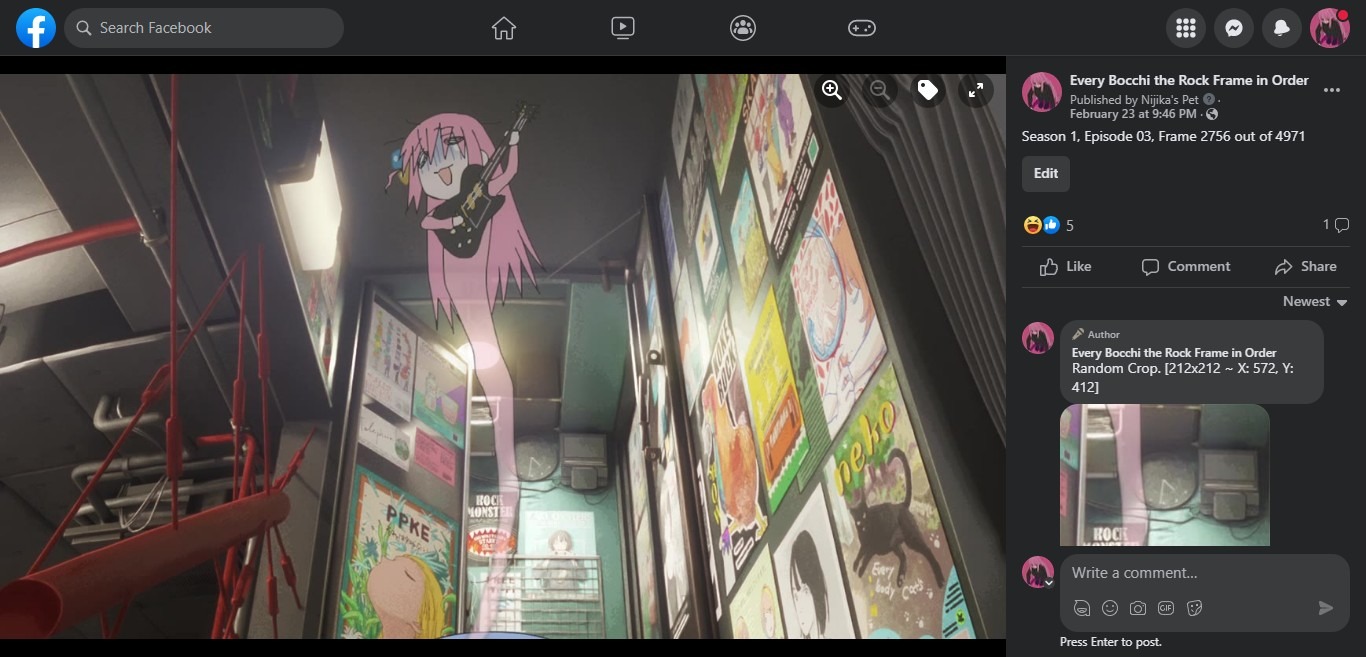 Search Facebook
Every Bocchi the Rock Frame in Order
Published by Nijika's Pet ·
February 23 at 9:46 PM ·
Season 1, Episode 03, Frame 2756 out of 4971
Edit
5
1
Like
Comment
Share
Newest
Author
Every Bocchi the Rock Frame in Order
Random Crop. [212x212 ~ X: 572, Y:
412]
ROCK
Write a comment...
GIF
Press Enter to post.
PPKE
ROCK
MONSTER
neko
Every
body